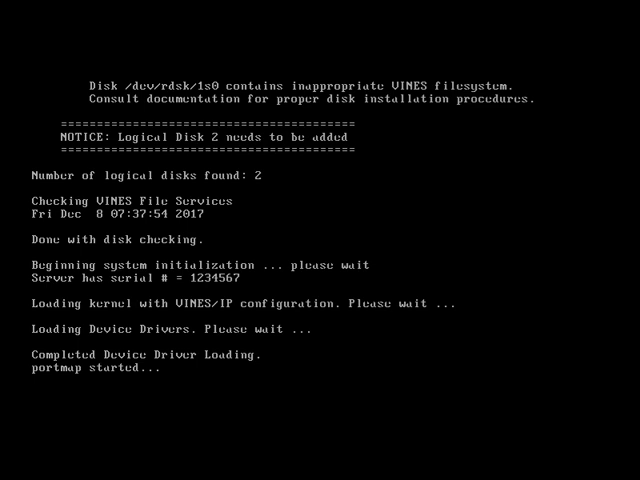 Disk /dev/rdsk/1s0 contains inappropriate VINES filesystem.
Consult documentation for proper disk installation procedures.
=========================================
NOTICE: Logical Disk 2 needs to be added
=========================================
Number of logical disks found: 2
Checking VINES File Services
Fri Dec  8 07:37:54 2017
Done with disk checking.
Beginning system initialization ... please wait
Server has serial # = 1234567
Loading kernel with VINES/IP configuration. Please wait ...
Loading Device Drivers. Please wait ...
Completed Device Driver Loading.
portmap started...